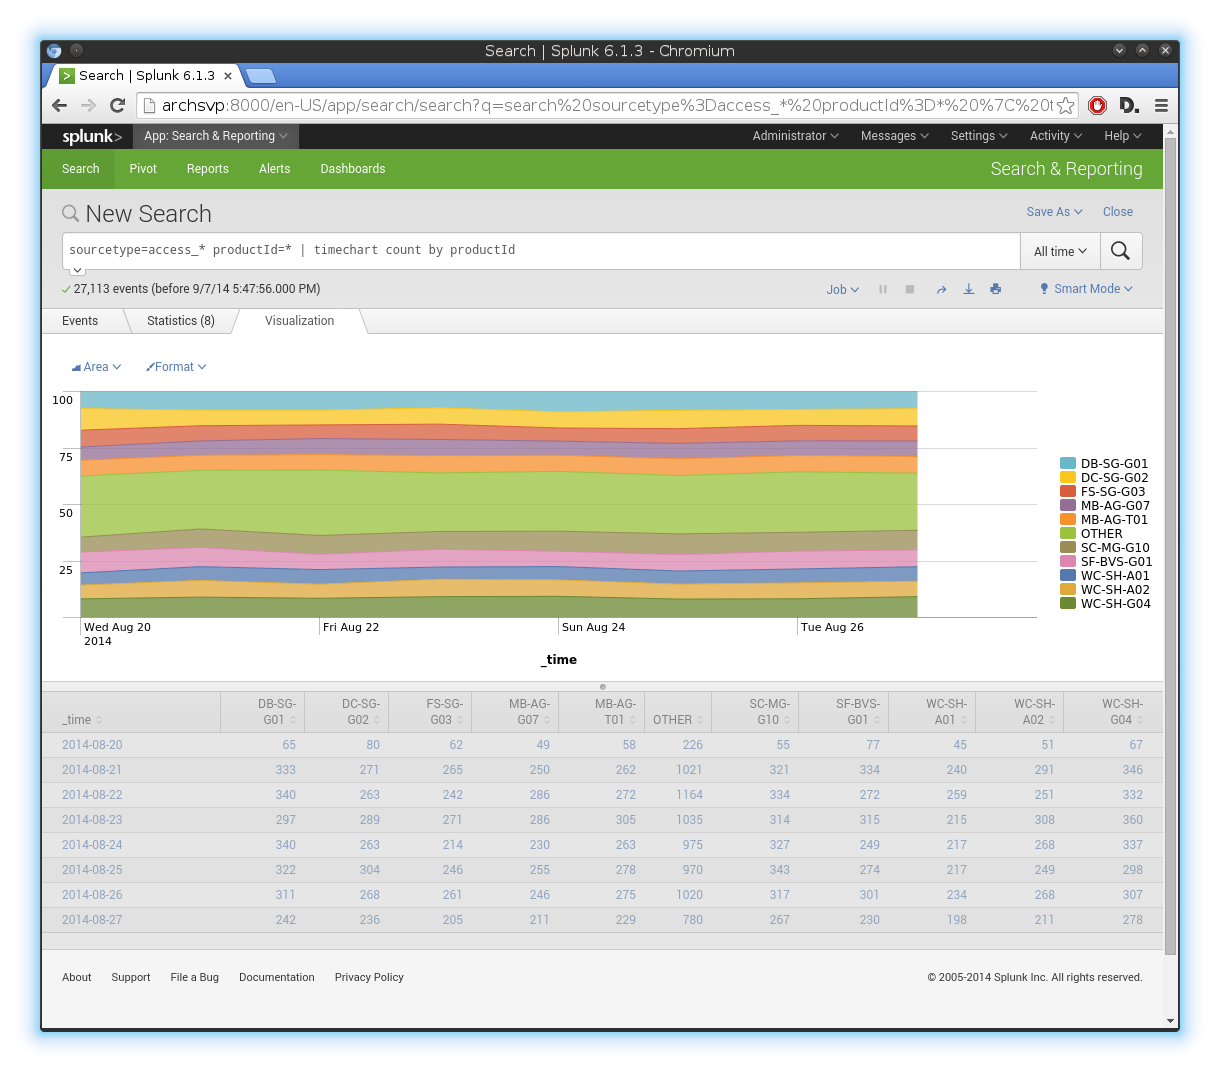 Search | Splunk 6.1.3 - Chromium
Search | Splunk 6.1.3
archsvp:8000/en-US/app/search/search?q=search%20sourcetype%3Daccess_*%20productId%3D*%20%7C%20t
splunk> App: Search & Reporting Administrator Messages Settings Activity Help
Search Pivot Reports Alerts Dashboards Search & Reporting
New Search Save As Close
sourcetype=access_* productId=* | timechart count by productId All time
27,113 events (before 9/7/14 5:47:56.000 PM) Job Smart Mode
Events Statistics (8) Visualization
Area Format
100
75
50
25
DB-SG-G01
DC-SG-G02
FS-SG-G03
MB-AG-G07
MB-AG-T01
OTHER
SC-MG-G10
SF-BVS-G01
WC-SH-A01
WC-SH-A02
WC-SH-G04
Wed Aug 20 Fri Aug 22 Sun Aug 24 Tue Aug 26
2014
_time
DB-SG- DC-SG- FS-SG- MB-AG- MB-AG- SC-MG- SF-BVS- WC-SH- WC-SH- WC-SH-
_time G01 G02 G03 G07 T01 OTHER G10 G01 A01 A02 G04
2014-08-20 65 80 62 49 58 226 55 77 45 51 67
2014-08-21 333 271 265 250 262 1021 321 334 240 291 346
2014-08-22 340 263 242 286 272 1164 334 272 259 251 332
2014-08-23 297 289 271 286 305 1035 314 315 215 308 360
2014-08-24 340 263 214 230 263 975 327 249 217 268 337
2014-08-25 322 304 246 255 278 970 343 274 217 249 298
2014-08-26 311 268 261 246 275 1020 317 301 234 268 307
2014-08-27 242 236 205 211 229 780 267 230 198 211 278
About Support File a Bug Documentation Privacy Policy © 2005-2014 Splunk Inc. All rights reserved.